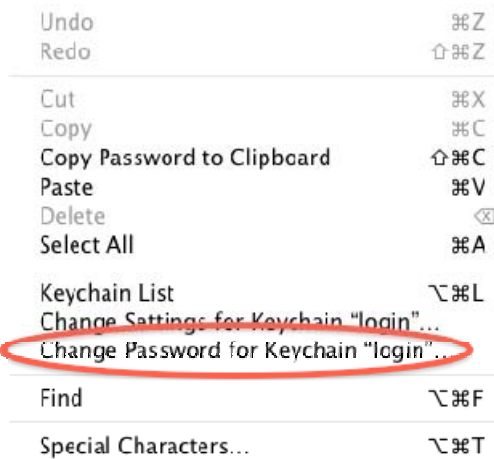 Undo ⌘Z
Redo ⇧⌘Z
Cut ⌘X
Copy ⌘C
Copy Password to Clipboard ⇧⌘C
Paste ⌘V
Delete ⌫
Select All ⌘A
Keychain List ⌥⌘L
Change Settings for Keychain “login”...
Change Password for Keychain “login”...
Find ⌥⌘F
Special Characters... ⌥⌘T